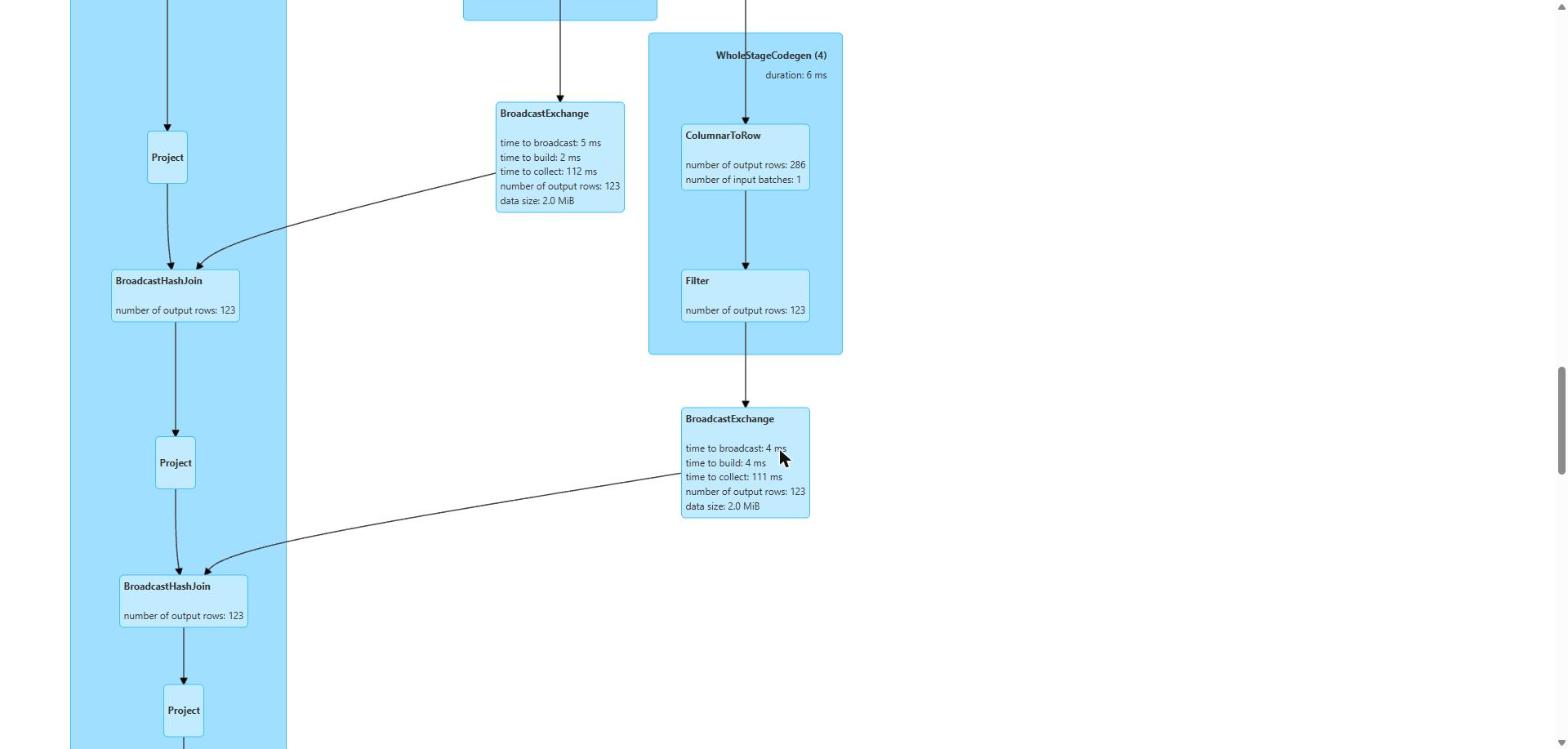 WholeStageCodegen (4)
duration: 6 ms
BroadcastExchange
time to broadcast: 5 ms
time to build: 2 ms
time to collect: 112 ms
number of output rows: 123
data size: 2.0 MiB
ColumnarToRow
number of output rows: 286
number of input batches: 1
Project
BroadcastHashJoin
number of output rows: 123
Filter
number of output rows: 123
BroadcastExchange
time to broadcast: 4 ms
time to build: 4 ms
time to collect: 111 ms
number of output rows: 123
data size: 2.0 MiB
Project
BroadcastHashJoin
number of output rows: 123
Project